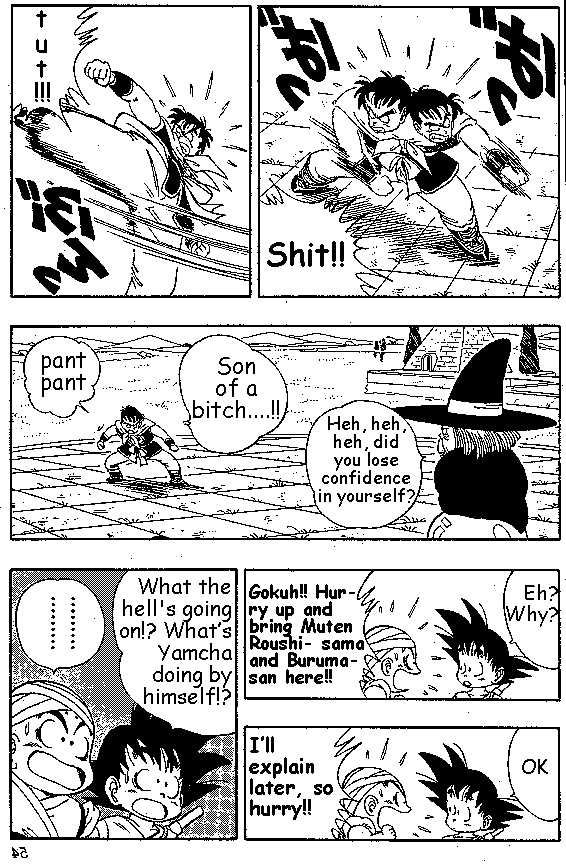 t
u
t
!!!
Shit!!
pant
pant
Son
of a
bitch....!!
Heh, heh,
heh, did
you lose
confidence
in yourself?
What the
hell's going
on!? What's
Yamcha
doing by
himself!?
Gokuh!! Hur-
ry up and
bring Muten
Roushi- sama
and Buruma-
san here!!
Eh?
Why?
I'll
explain
later, so
hurry!!
OK
54